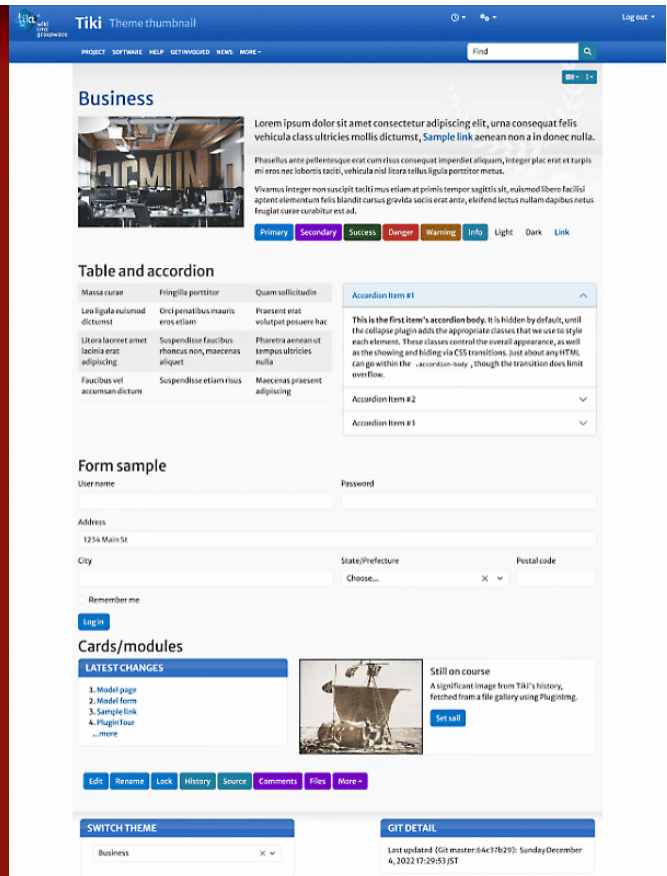 tiki wiki cms groupware
Tiki Theme thumbnail
Log out
PROJECT SOFTWARE HELP GETINVOLVED NEWS MORE
Find
Business
Lorem ipsum dolor sit amet consectetur adipiscing elit, urna consequat felis
vehicula class ultricies mollis dictumst, Sample link aenean non a in donec nulla.
Phasellus ante pellentesque erat cum risus consequat imperdiet aliquam, integer plac erat et turpis
mi eros nec lobortis taciti, vehicula nisl litora tellus ligula porttitor metus.
Vivamus integer non suscipit taciti mus etiam at primis tempor sagittis sit, euismod libero facilisi
aptent elementum felis blandit cursus gravida sociis erat ante, eleifend lectus nullam dapibus netus
feugiat curae curabitur est ad.
Primary Secondary Success Danger Warning Info Light Dark Link
Table and accordion
Massa curae Fringilla porttitor Quam sollicitudin
Leo ligula euismod dictumst Orci penatibus mauris eros etiam Praesent erat volutpat posuere hac
Litora laoreet amet lacinia erat adipiscing Suspendisse faucibus rhoncus non, maecenas aliquet Pharetra aenean ut tempus ultricies nulla
Faucibus vel accumsan dictum Suspendisse etiam risus Maecenas praesent adipiscing
Accordion Item #1
This is the first item's accordion body. It is hidden by default, until
the collapse plugin adds the appropriate classes that we use to style
each element. These classes control the overall appearance, as well
as the showing and hiding via CSS transitions. Just about any HTML
can go within the .accordion-body , though the transition does limit
overflow.
Accordion Item #2
Accordion Item #3
Form sample
User name Password
Address
1234 Main St
City State/Prefecture Postal code
Choose...
Remember me
Log in
Cards/modules
LATEST CHANGES
1. Model page
2. Model form
3. Sample link
4. PluginTour
...more
Still on course
A significant image from Tiki's history,
fetched from a file gallery using PluginImg.
Set sail
Edit Rename Lock History Source Comments Files More
SWITCH THEME
Business
GIT DETAIL
Last updated (Git master:64c37b29): Sunday December
4, 2022 17:29:53 JST